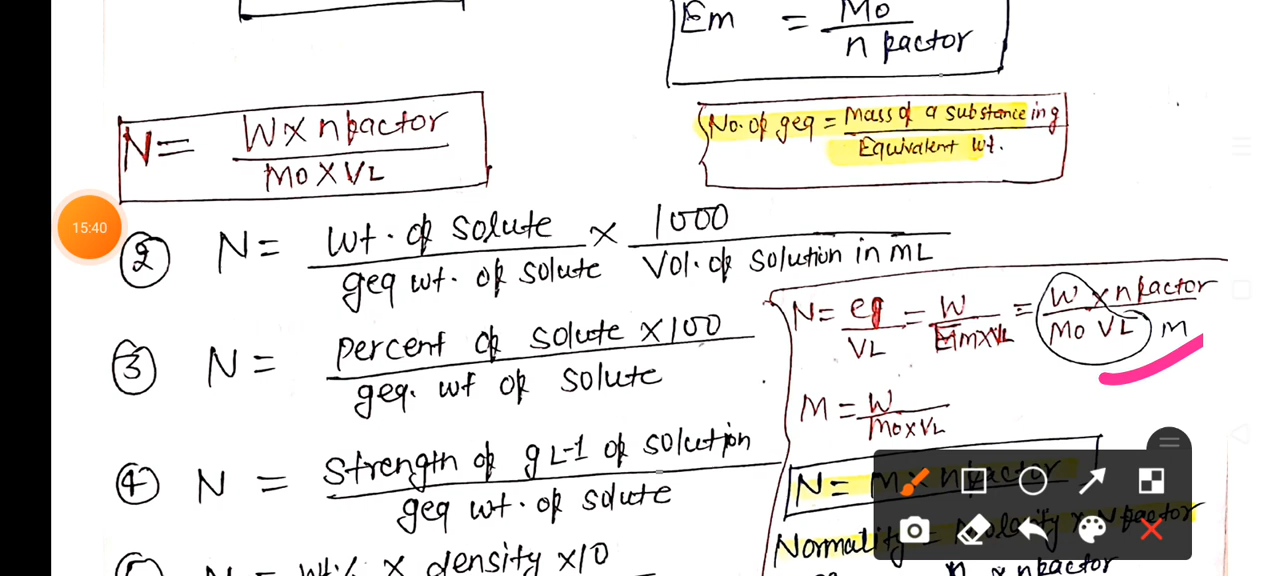 Em = Mo / n factor
N = W × n factor / Mo × VL
No. of geq = Mass of a substance in g / Equivalent wt.
15:40
② N = Wt. of solute / geq wt. of solute × 1000 / Vol. of solution in mL
③ N = Percent of solute × 100 / geq. wt of solute
④ N = Strength of g L-1 of solution / geq wt. of solute
N = wt% × density × 10
N = eq / VL = W / Em × VL = W × n factor / Mo VL M
M = W / Mo × VL
N = M × n factor
Normality = Molarity × N factor
n × n factor